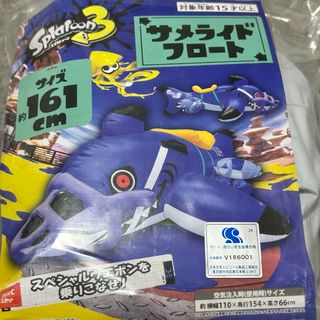 Splatoon 3
対象年齢15才以上
サメライド
フロート
サイズ
約161
cm
スペシャルウェポンを
乗りこなせ!
V186001
空気注入時(使用時)サイズ
約 横幅110×奥行154×高さ66cm